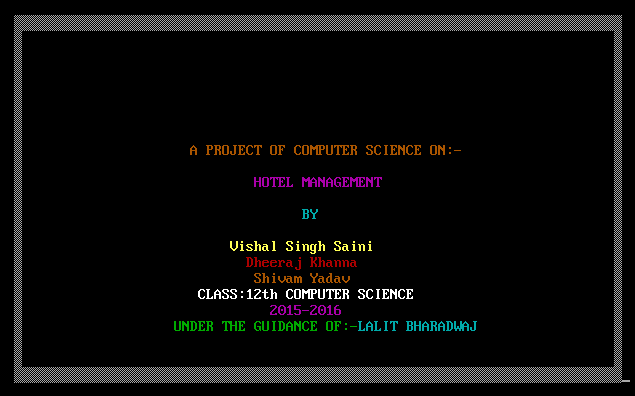 A PROJECT OF COMPUTER SCIENCE ON:-
HOTEL MANAGEMENT
BY
Vishal Singh Saini
Dheeraj Khanna
Shivam Yadav
CLASS:12th COMPUTER SCIENCE
2015-2016
UNDER THE GUIDANCE OF:-LALIT BHARADWAJ